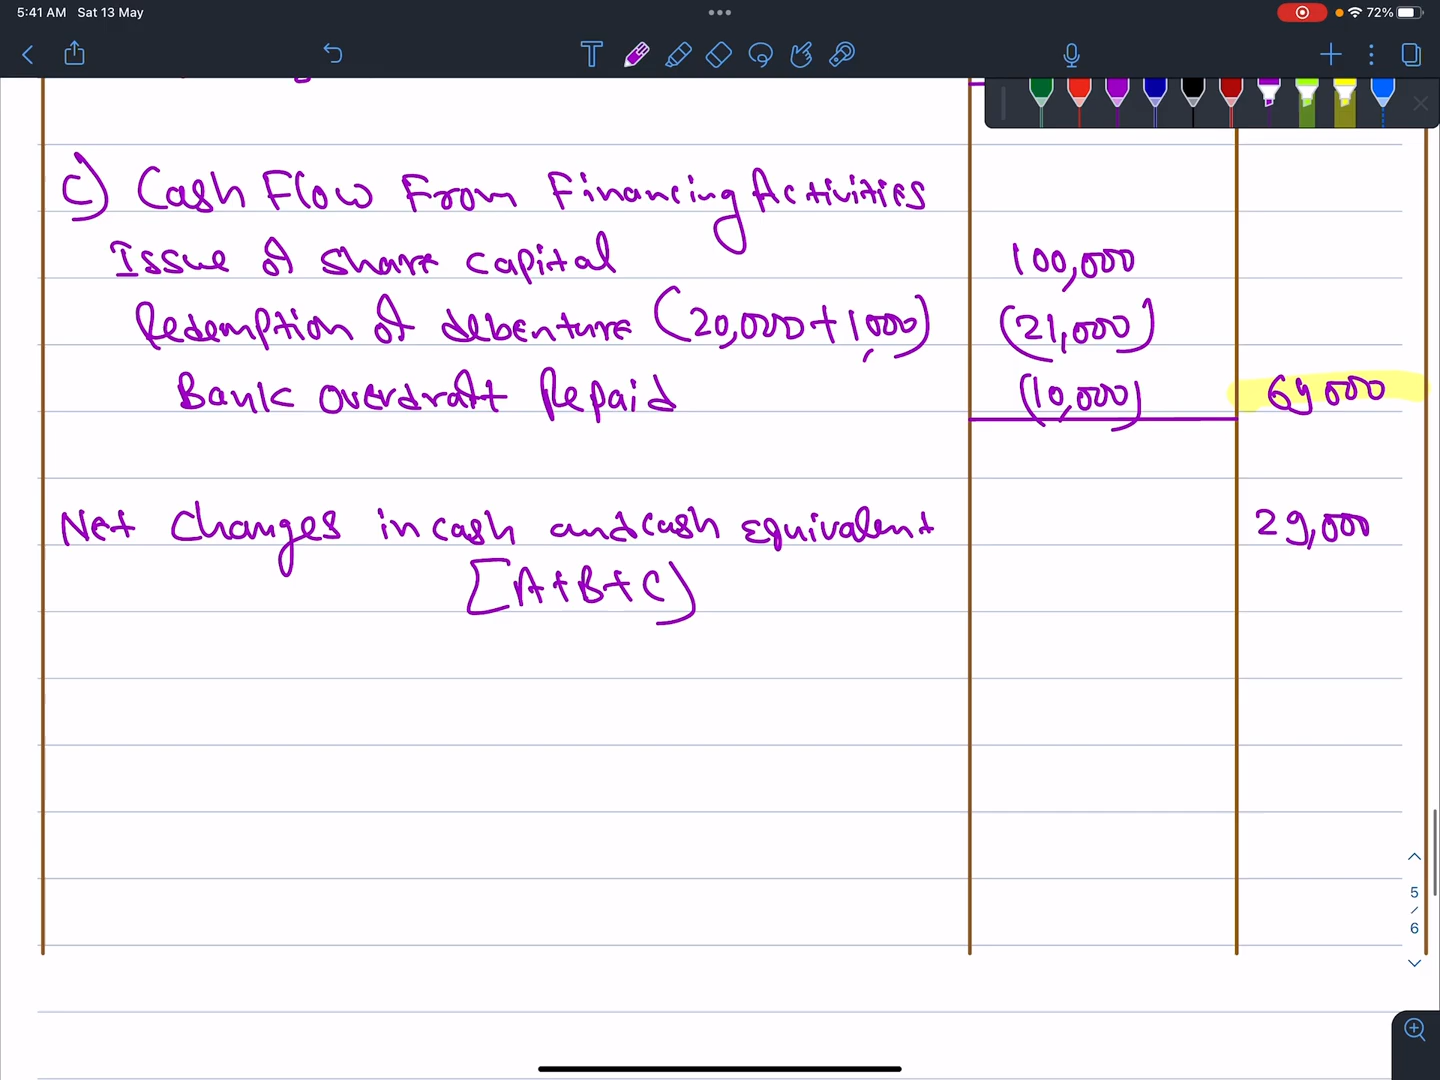 5:41 AM Sat 13 May
72%
T
C) Cash Flow From Financing Activities
Issue of share capital 100,000
Redemption of debenture (20,000+1,000) (21,000)
Bank overdraft Repaid (10,000) 69000
Net changes in cash and cash equivalent 29,000
[A+B+C)
5
/
6